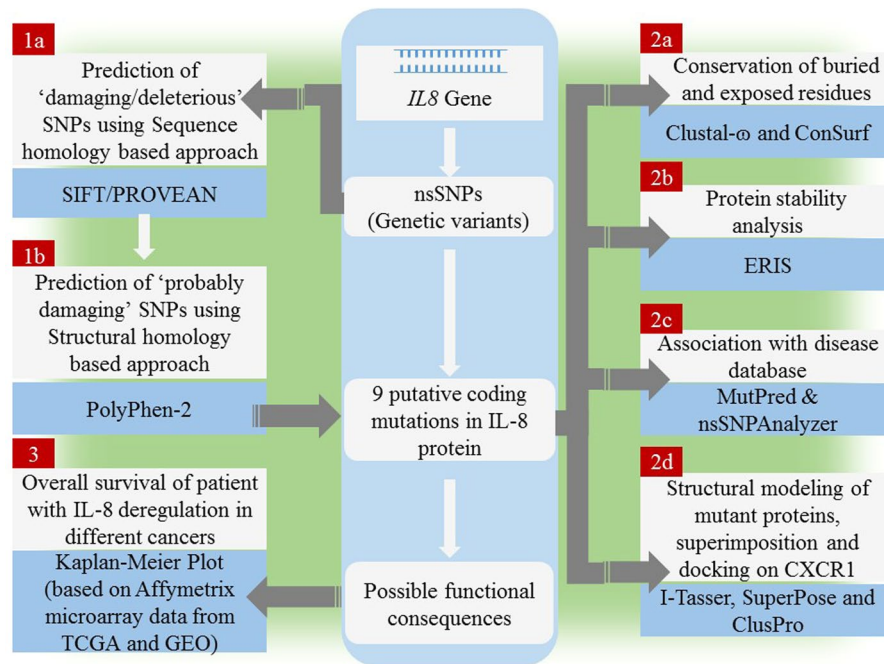 1a
Prediction of
‘damaging/deleterious’
SNPs using Sequence
homology based approach
SIFT/PROVEAN
1b
Prediction of ‘probably
damaging’ SNPs using
Structural homology
based approach
PolyPhen-2
3
Overall survival of patient
with IL-8 deregulation in
different cancers
Kaplan-Meier Plot
(based on Affymetrix
microarray data from
TCGA and GEO)
IL8 Gene
nsSNPs
(Genetic variants)
9 putative coding
mutations in IL-8
protein
Possible functional
consequences
2a
Conservation of buried
and exposed residues
Clustal-ω and ConSurf
2b
Protein stability
analysis
ERIS
2c
Association with disease
database
MutPred &
nsSNPAnalyzer
2d
Structural modeling of
mutant proteins,
superimposition and
docking on CXCR1
I-Tasser, SuperPose and
ClusPro